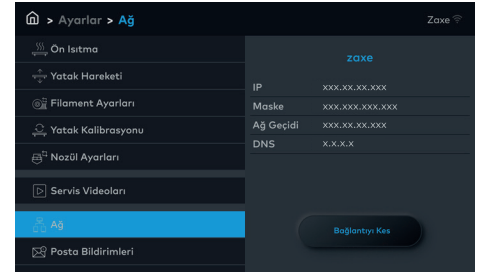 > Ayarlar > Ağ
Zaxe
Ön Isıtma
Yatak Hareketi
Filament Ayarları
Yatak Kalibrasyonu
Nozül Ayarları
Servis Videoları
Ağ
Posta Bildirimleri
zaxe
IP xxx.xx.xx.xxx
Maske xxx.xxx.xxx.xxx
Ağ Geçidi xxx.xx.xx.xxx
DNS x.x.x.x
Bağlantıyı Kes